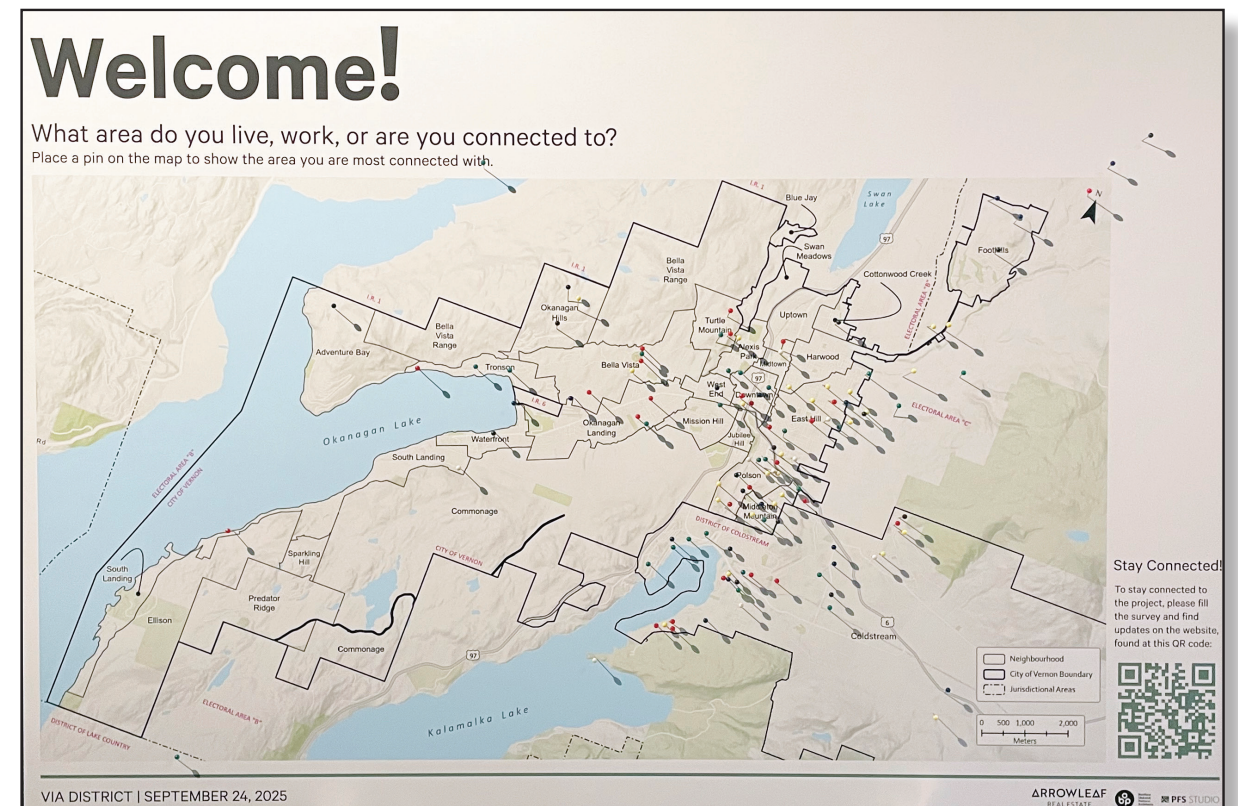 Welcome!
What area do you live, work, or are you connected to?
Place a pin on the map to show the area you are most connected with.
N
I.R. 1
Blue Jay
Swan
Lake
97
Swan
Meadows
Foothills
Bella
Vista
Range
Cottonwood Creek
ELECTORAL AREA "B"
I.R. 1
Okanagan
Hills
I.R. 1
Bella
Vista
Range
Turtle
Mountain
Uptown
Adventure Bay
Alexis
Park
Midtown
Harwood
Tronson
Bella Vista
97
West
End
Downtown
I.R. 6
ELECTORAL AREA "C"
Okanagan Lake
Okanagan
Landing
Mission Hill
East Hill
Rd
Waterfront
Jubilee
Hill
South Landing
Polson
ELECTORAL AREA "B"
CITY OF VERNON
Commonage
Middleton
Mountain
DISTRICT OF COLDSTREAM
Sparkling
Hill
CITY OF VERNON
South
Landing
Predator
Ridge
Ellison
6
Coldstream
Commonage
97
ELECTORAL AREA "B"
Kalamalka Lake
DISTRICT OF LAKE COUNTRY
Neighbourhood
City of Vernon Boundary
Jurisdictional Areas
0 500 1,000 2,000
Meters
Stay Connected!
To stay connected to
the project, please fill
the survey and find
updates on the website,
found at this QR code:
VIA DISTRICT | SEPTEMBER 24, 2025
ARROWLEAF
REAL ESTATE
PFS STUDIO